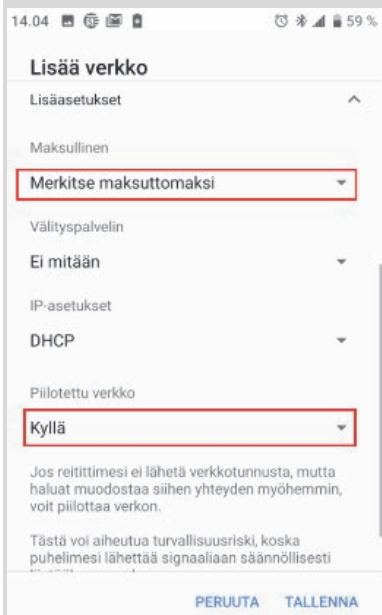 14.04 59 %
Lisää verkko
Lisäasetukset
Maksullinen
Merkitse maksuttomaksi
Välityspalvelin
Ei mitään
IP-asetukset
DHCP
Piilotettu verkko
Kyllä
Jos reitittimesi ei lähetä verkkotunnusta, mutta
haluat muodostaa siihen yhteyden myöhemmin,
voit piilottaa verkon.
Tästä voi aiheutua turvallisuusriski, koska
puhelimesi lähettää signaaliaan säännöllisesti
PERUUTA TALLENNA